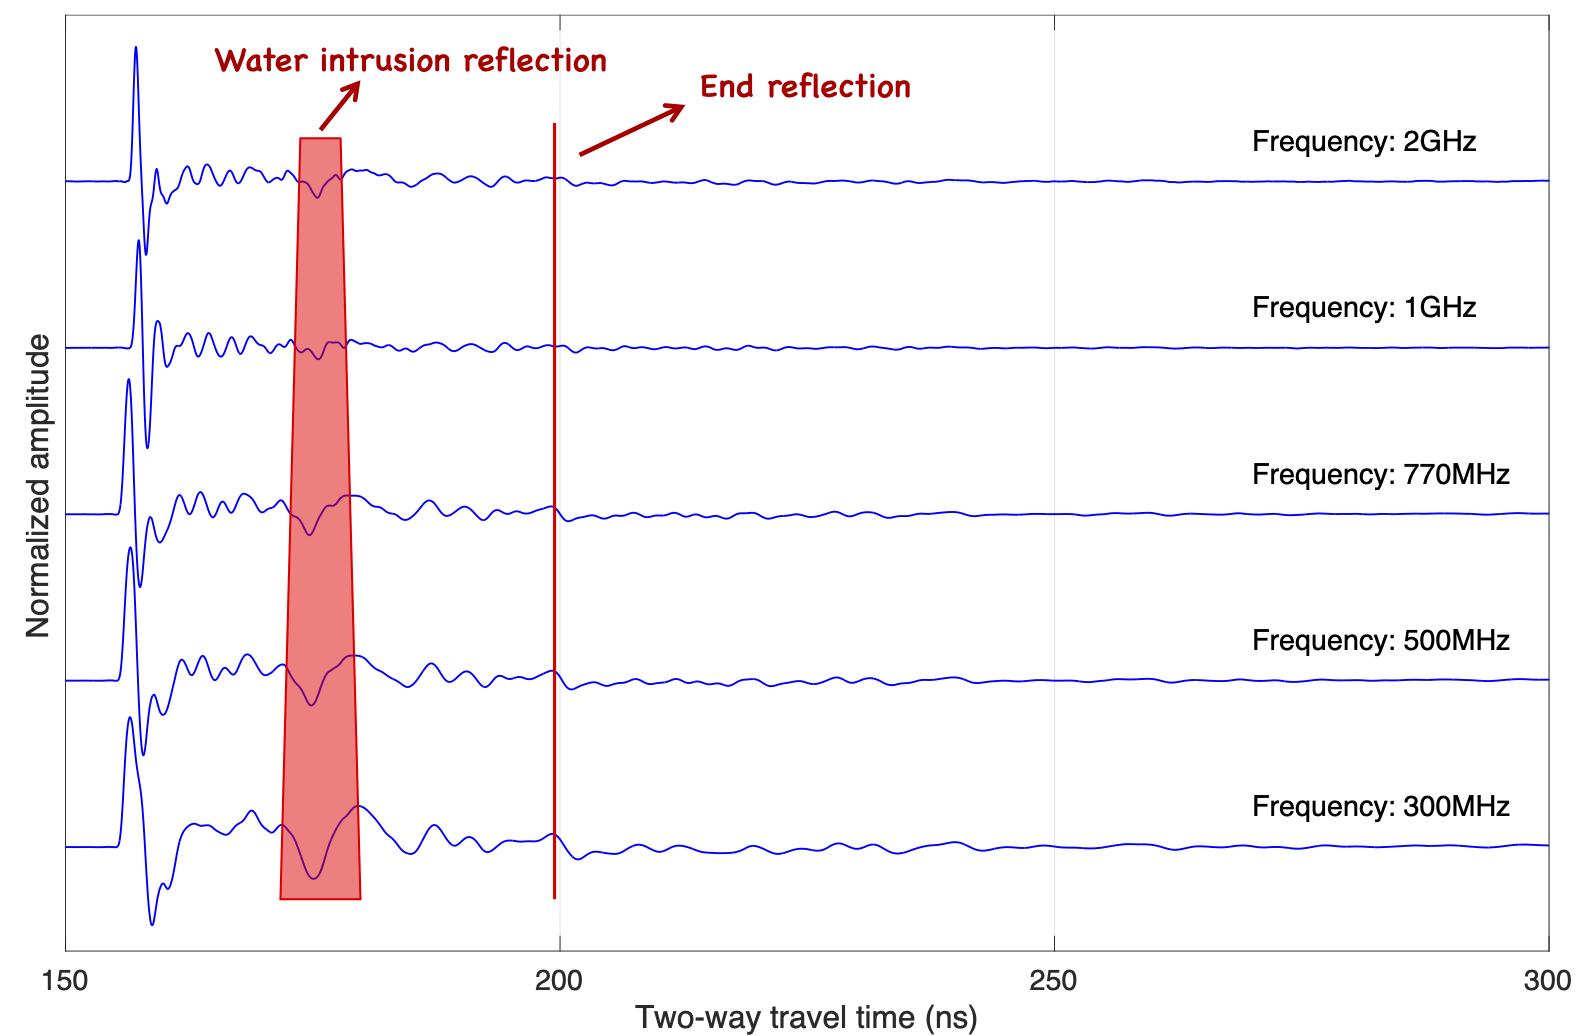 Water intrusion reflection
End reflection
Frequency: 2GHz
Frequency: 1GHz
Frequency: 770MHz
Frequency: 500MHz
Frequency: 300MHz
Normalized amplitude
150 200 250 300
Two-way travel time (ns)